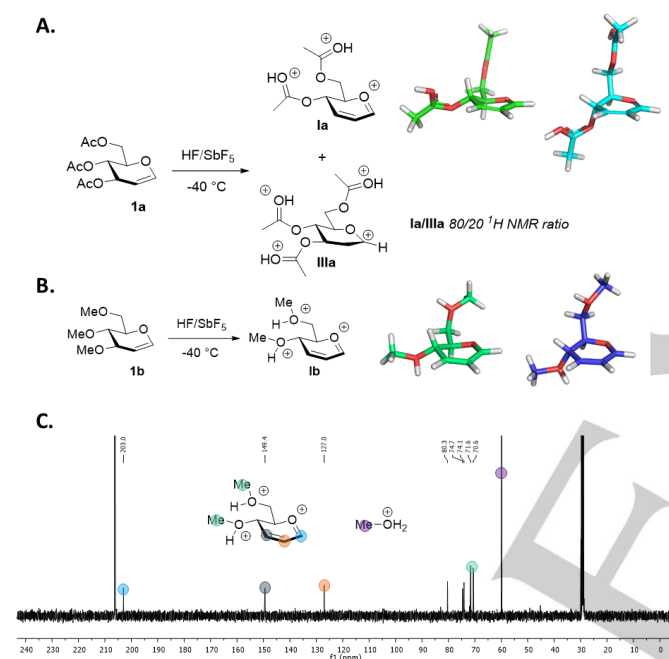 A.
⊕OH
⊕OH
O
O
O⊕
Ia
AcO
AcO
AcO
O
1a
HF/SbF₅
-40 °C
+
⊕OH
⊕
O
O
O
O
HO⊕
⊕
H
IIIa
Ia/IIIa 80/20 ¹H NMR ratio
B.
MeO
MeO
MeO
O
1b
HF/SbF₅
-40 °C
Me
HO⊕
MeO
H⊕
O⊕
Ib
C.
203.0
149.4
127.0
80.3
74.7
74.1
71.6
70.6
Me
HO⊕
Me
O
H⊕
O⊕
Me-OH₂
⊕
240 230 220 210 200 190 180 170 160 150 140 130 120 110 100 90 80 70 60 50 40 30 20 10 0
f1 (ppm)